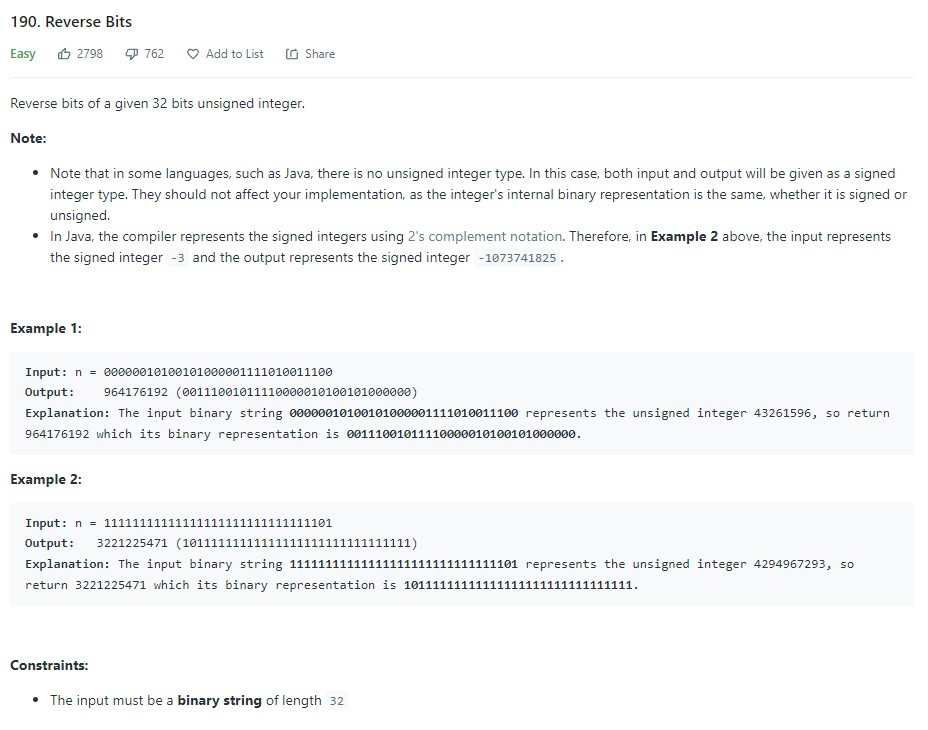 190. Reverse Bits
Easy 2798 762 Add to List Share
Reverse bits of a given 32 bits unsigned integer.
Note:
• Note that in some languages, such as Java, there is no unsigned integer type. In this case, both input and output will be given as a signed
integer type. They should not affect your implementation, as the integer's internal binary representation is the same, whether it is signed or
unsigned.
• In Java, the compiler represents the signed integers using 2's complement notation. Therefore, in Example 2 above, the input represents
the signed integer -3 and the output represents the signed integer -1073741825 .
Example 1:
Input: n = 00000010100101000001111010011100
Output:    964176192 (00111001011110000010100101000000)
Explanation: The input binary string 00000010100101000001111010011100 represents the unsigned integer 43261596, so return
964176192 which its binary representation is 00111001011110000010100101000000.
Example 2:
Input: n = 11111111111111111111111111111101
Output:   3221225471 (10111111111111111111111111111111)
Explanation: The input binary string 11111111111111111111111111111101 represents the unsigned integer 4294967293, so
return 3221225471 which its binary representation is 10111111111111111111111111111111.
Constraints:
• The input must be a binary string of length 32